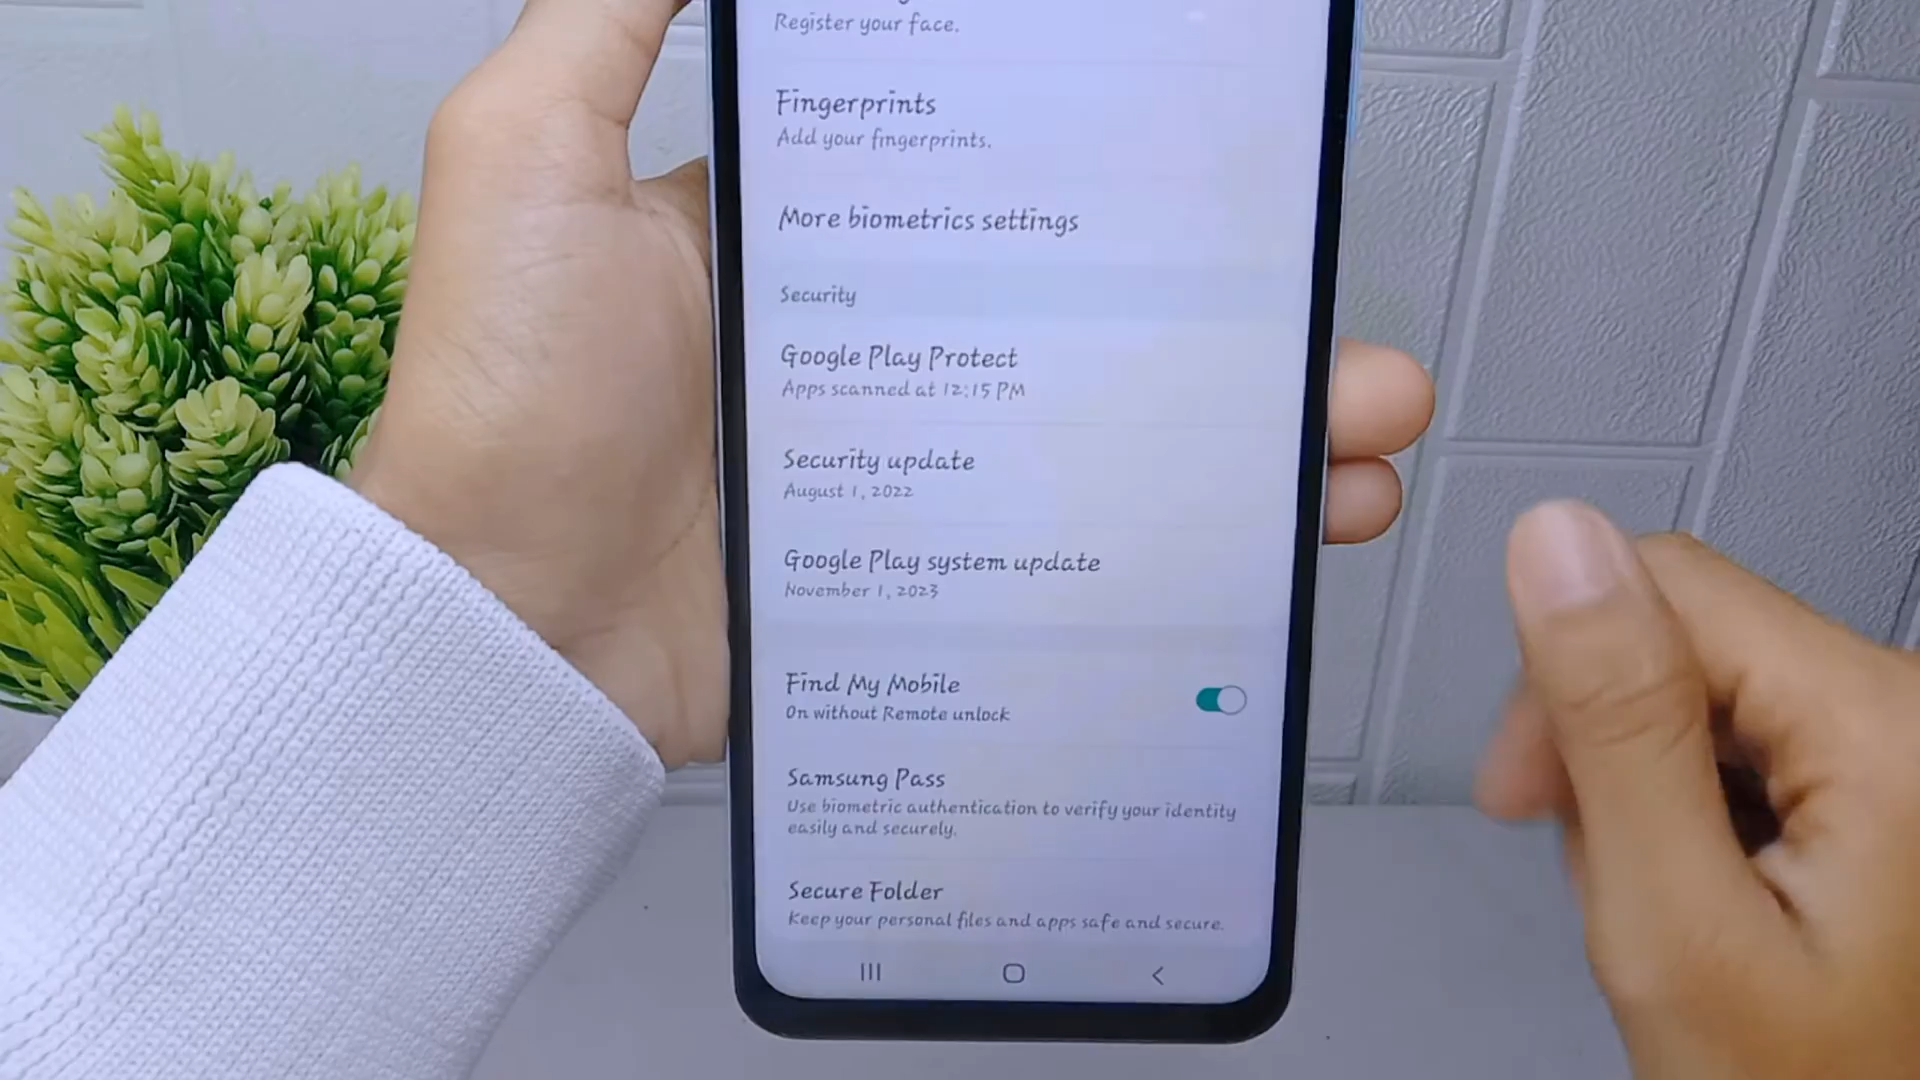 Register your face.
Fingerprints
Add your fingerprints.
More biometrics settings
Security
Google Play Protect
Apps scanned at 12:15 PM
Security update
August 1, 2022
Google Play system update
November 1, 2023
Find My Mobile
On without Remote unlock
Samsung Pass
Use biometric authentication to verify your identity
easily and securely.
Secure Folder
Keep your personal files and apps safe and secure.